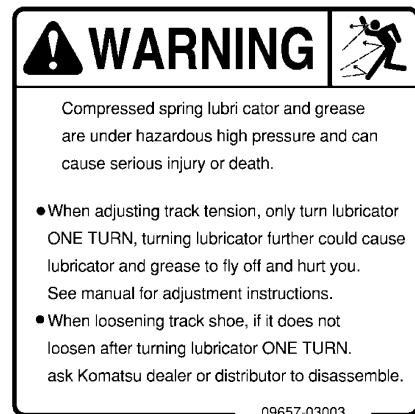 WARNING
Compressed spring lubri cator and grease
are under hazardous high pressure and can
cause serious injury or death.
●When adjusting track tension, only turn lubricator
ONE TURN, turning lubricator further could cause
lubricator and grease to fly off and hurt you.
See manual for adjustment instructions.
●When loosening track shoe, if it does not
loosen after turning lubricator ONE TURN.
ask Komatsu dealer or distributor to disassemble.
09657-03003